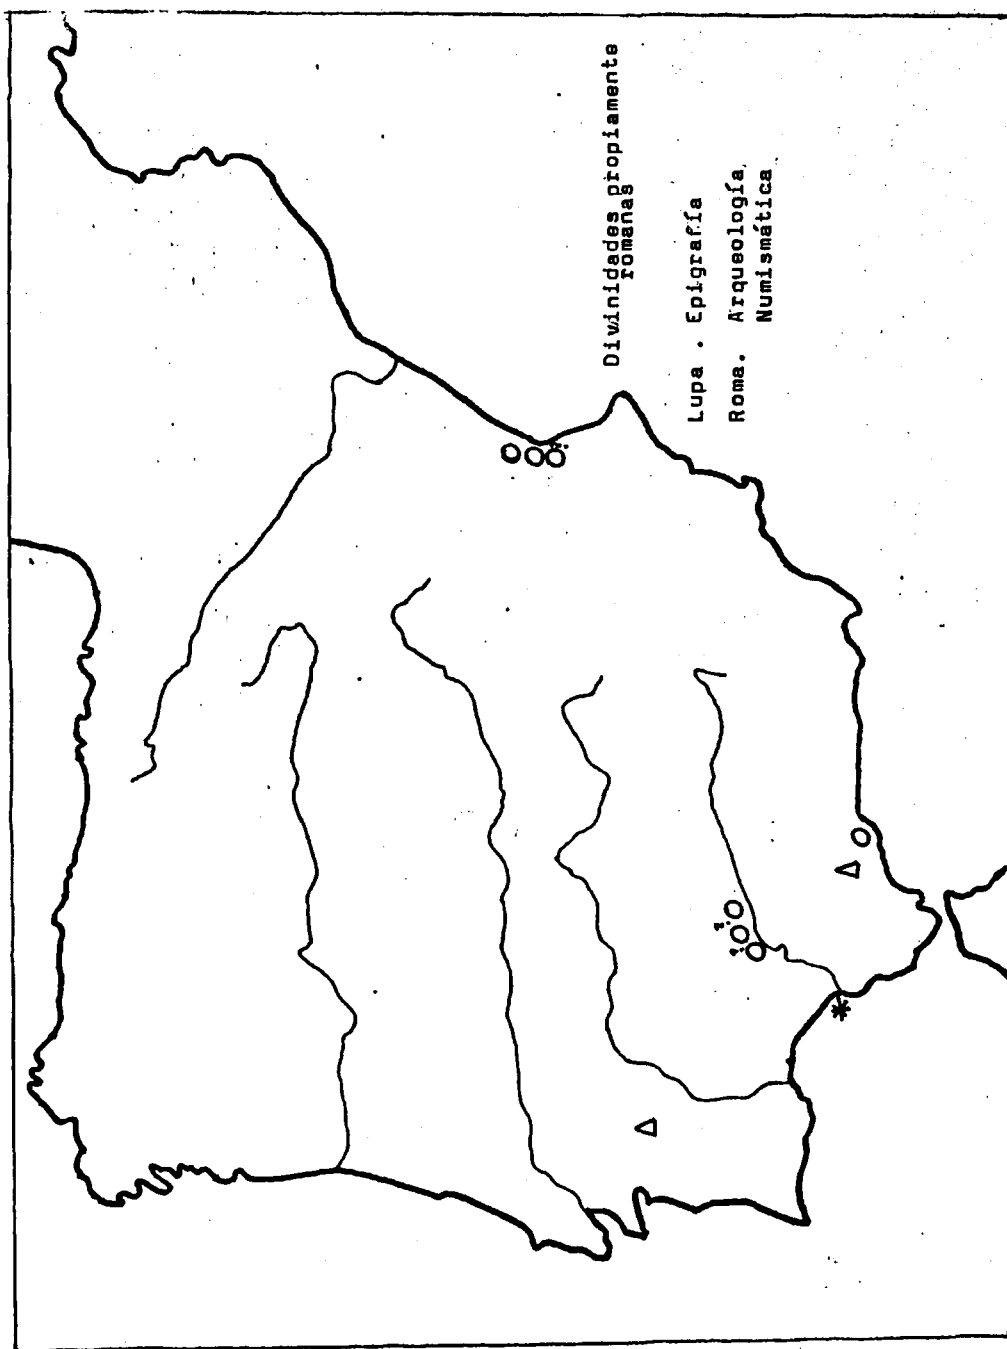 Divinidades propiamente
romanas
Lupa . Epigrafía
Roma. Arqueología
Numismática